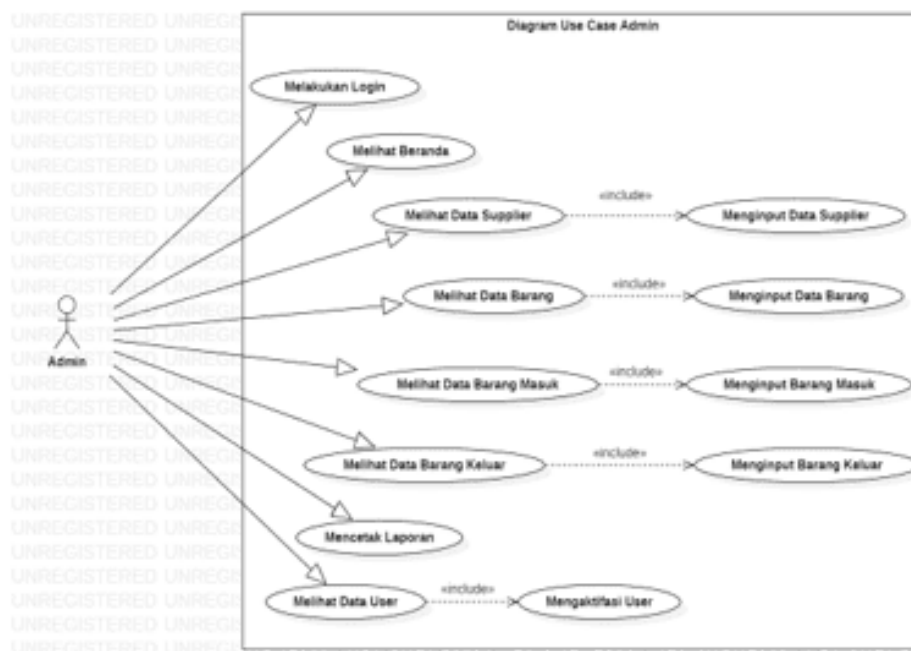 UNREGISTERED UNREGIS
Diagram Use Case Admin
Melakukan Login
Melihat Beranda
Melihat Data Supplier
«include»
Menginput Data Supplier
Melihat Data Barang
«include»
Menginput Data Barang
Admin
Melihat Data Barang Masuk
«include»
Menginput Barang Masuk
Melihat Data Barang Keluar
«include»
Menginput Barang Keluar
Mencetak Laporan
Melihat Data User
«include»
Mengaktifasi User